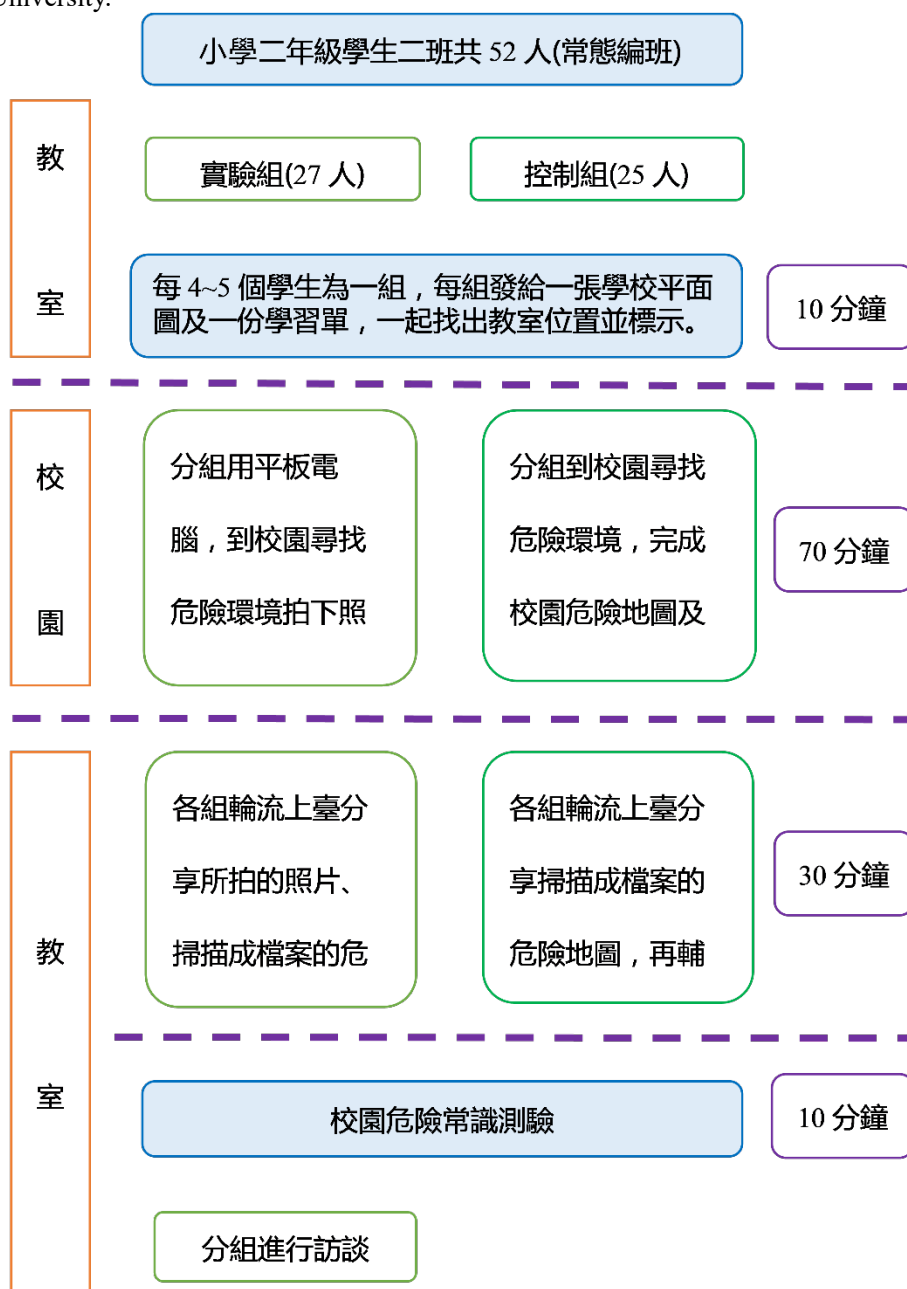 University.
小學二年級學生二班共 52 人(常態編班)
教
室
實驗組(27 人)
控制組(25 人)
每 4~5 個學生為一組，每組發給一張學校平面
圖及一份學習單，一起找出教室位置並標示。
10 分鐘
校
園
分組用平板電
腦，到校園尋找
危險環境拍下照
分組到校園尋找
危險環境，完成
校園危險地圖及
70 分鐘
教
室
各組輪流上臺分
享所拍的照片、
掃描成檔案的危
各組輪流上臺分
享掃描成檔案的
危險地圖，再輔
30 分鐘
校園危險常識測驗
10 分鐘
分組進行訪談